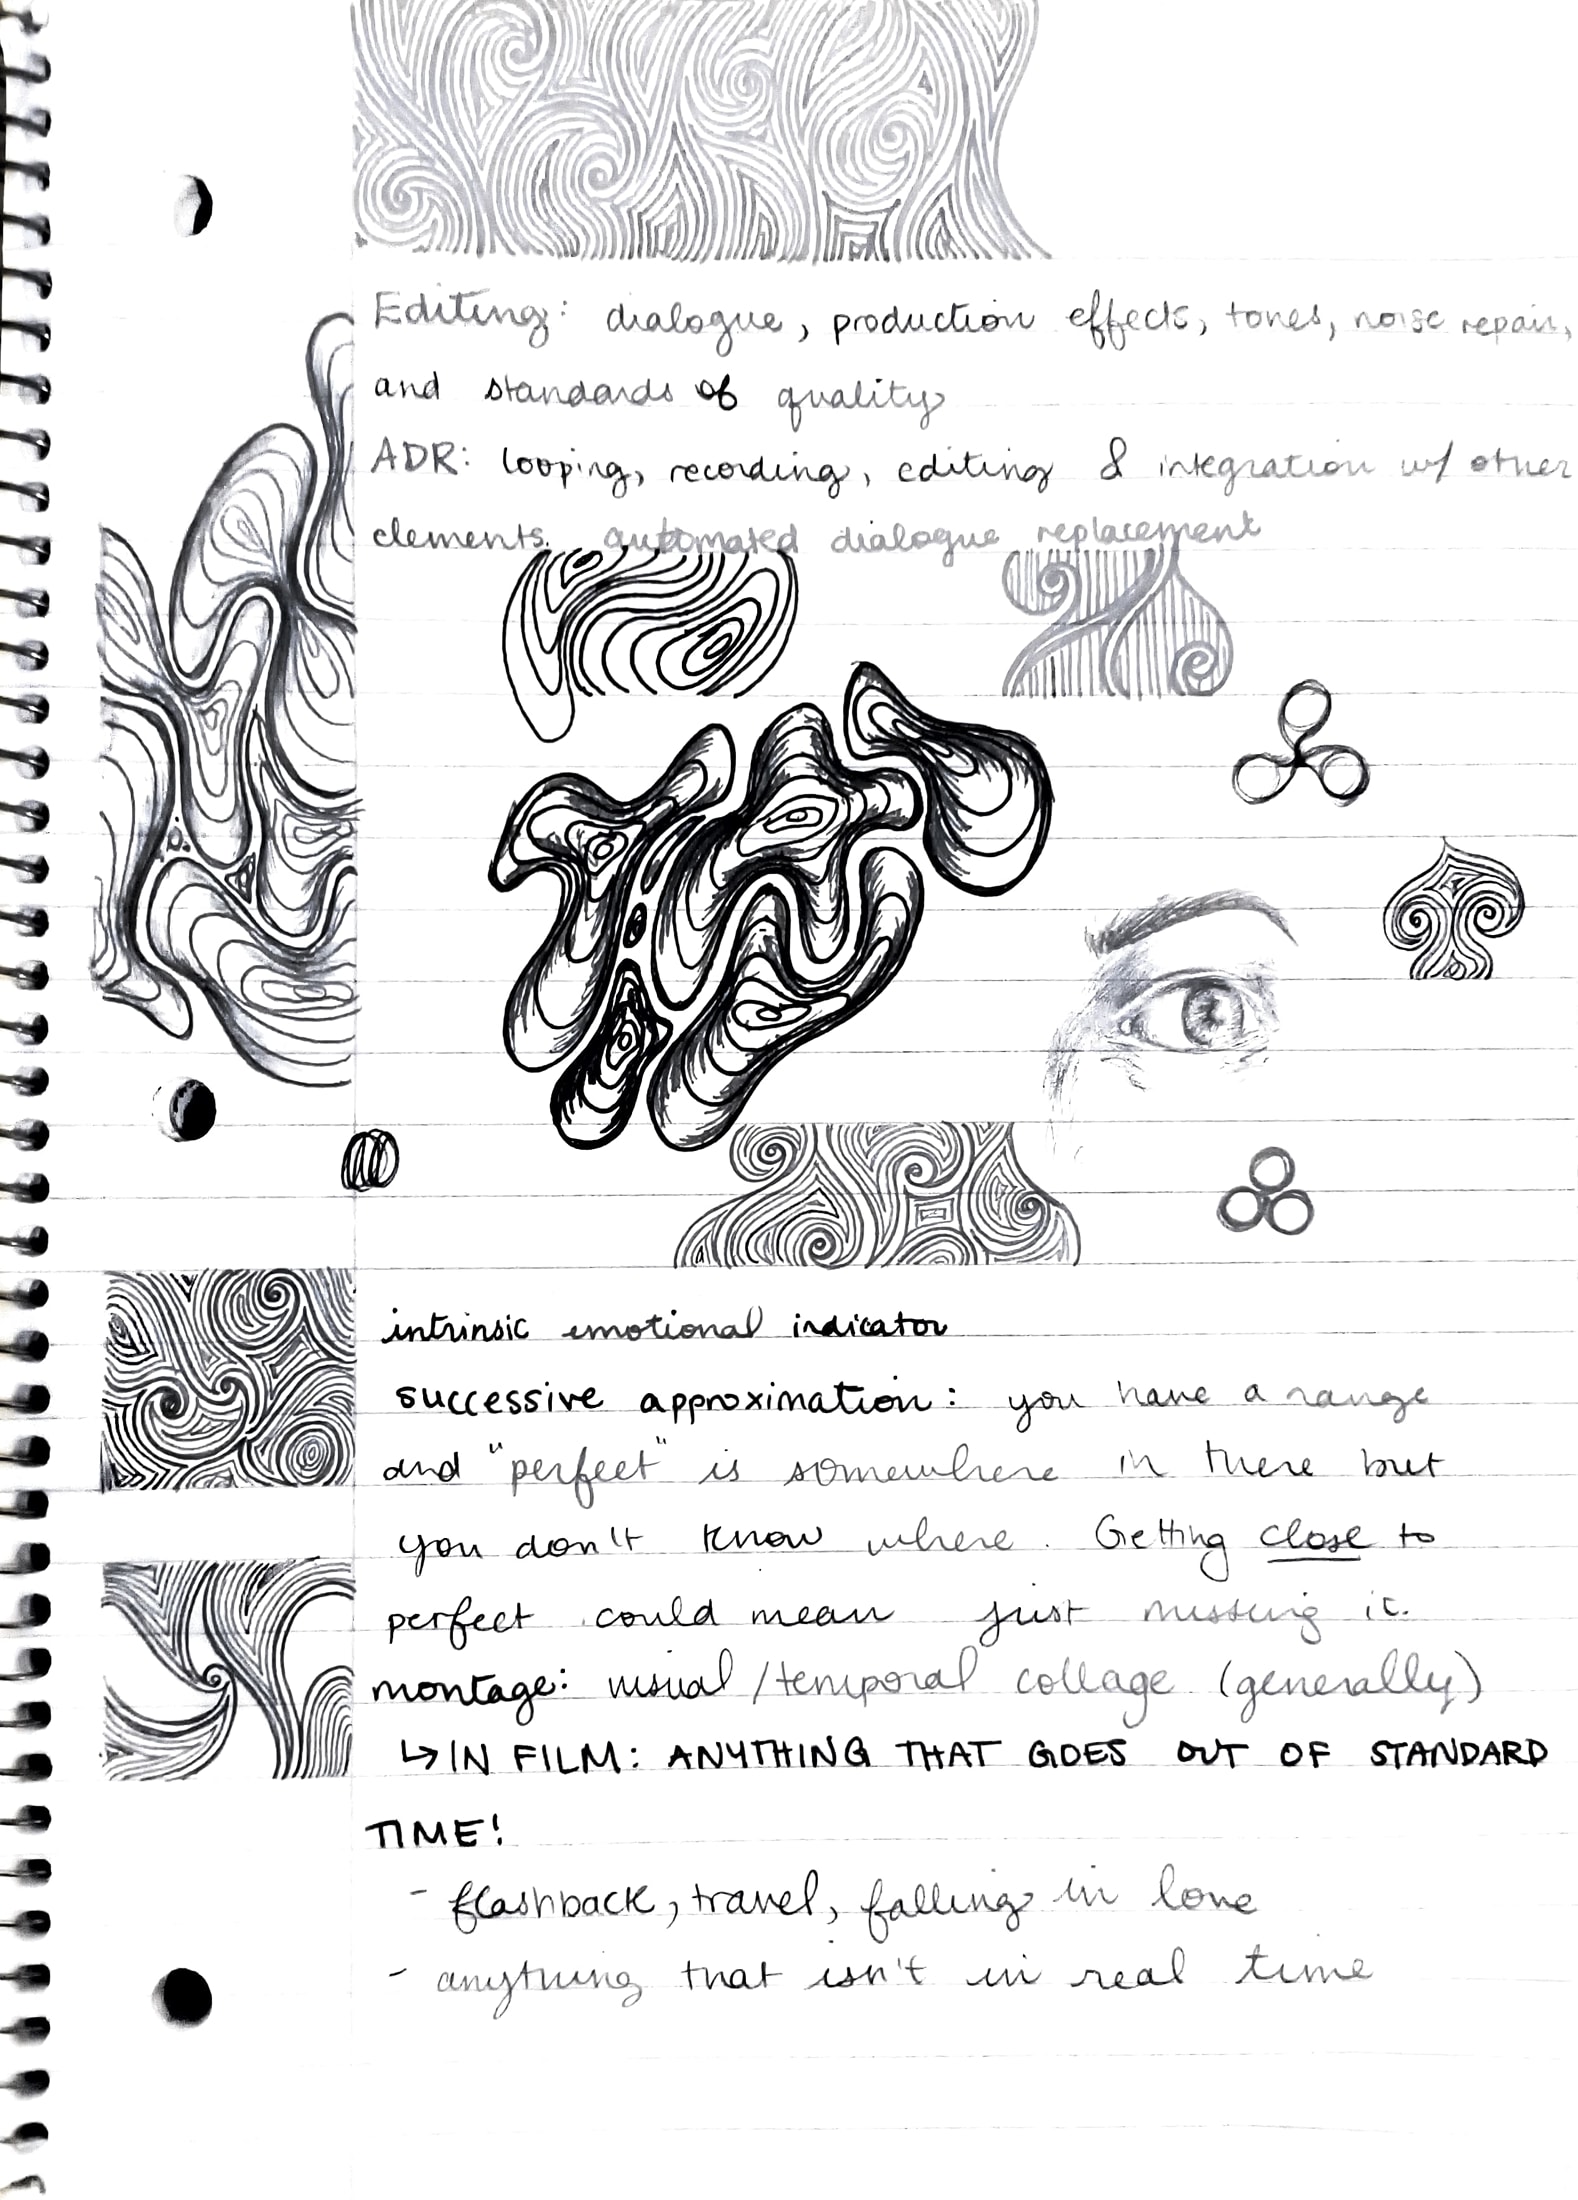 Editing: dialogue, production effects, tones, noise repair,
and standards of quality
ADR: looping, recording, editing & integration w/ other
elements. automated dialogue replacement
intrinsic emotional indicator
successive approximation: you have a range
and "perfect" is somewhere in there but
you don't know where. Getting close to
perfect could mean just missing it.
montage: visual/temporal collage (generally)
↳ IN FILM: ANYTHING THAT GOES OUT OF STANDARD
TIME!
- flashback, travel, falling in love
- anything that isn't in real time